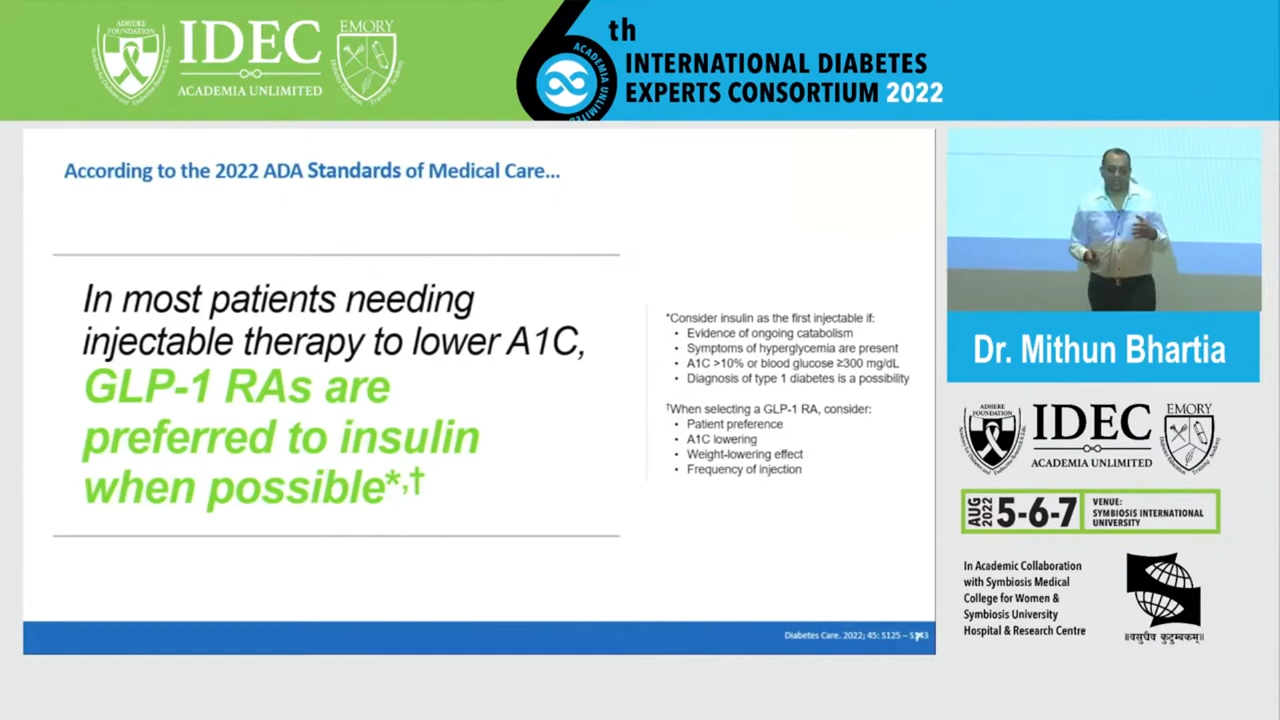 ADHERE
FOUNDATION
IDEC
ACADEMIA UNLIMITED
EMORY
6th
ACADEMIA UNLIMITED
INTERNATIONAL DIABETES
EXPERTS CONSORTIUM 2022
According to the 2022 ADA Standards of Medical Care...
In most patients needing
injectable therapy to lower A1C,
GLP-1 RAs are
preferred to insulin
when possible*,†
*Consider insulin as the first injectable if:
• Evidence of ongoing catabolism
• Symptoms of hyperglycemia are present
• A1C >10% or blood glucose ≥300 mg/dL
• Diagnosis of type 1 diabetes is a possibility
†When selecting a GLP-1 RA, consider:
• Patient preference
• A1C lowering
• Weight-lowering effect
• Frequency of injection
Diabetes Care. 2022; 45: S125 –
Dr. Mithun Bhartia
ADHERE
FOUNDATION
IDEC
ACADEMIA UNLIMITED
EMORY
AUG
2022
5-6-7
VENUE:
SYMBIOSIS INTERNATIONAL
UNIVERSITY
In Academic Collaboration
with Symbiosis Medical
College for Women &
Symbiosis University
Hospital & Research Centre
॥वसुधैव कुटुम्बकम्॥